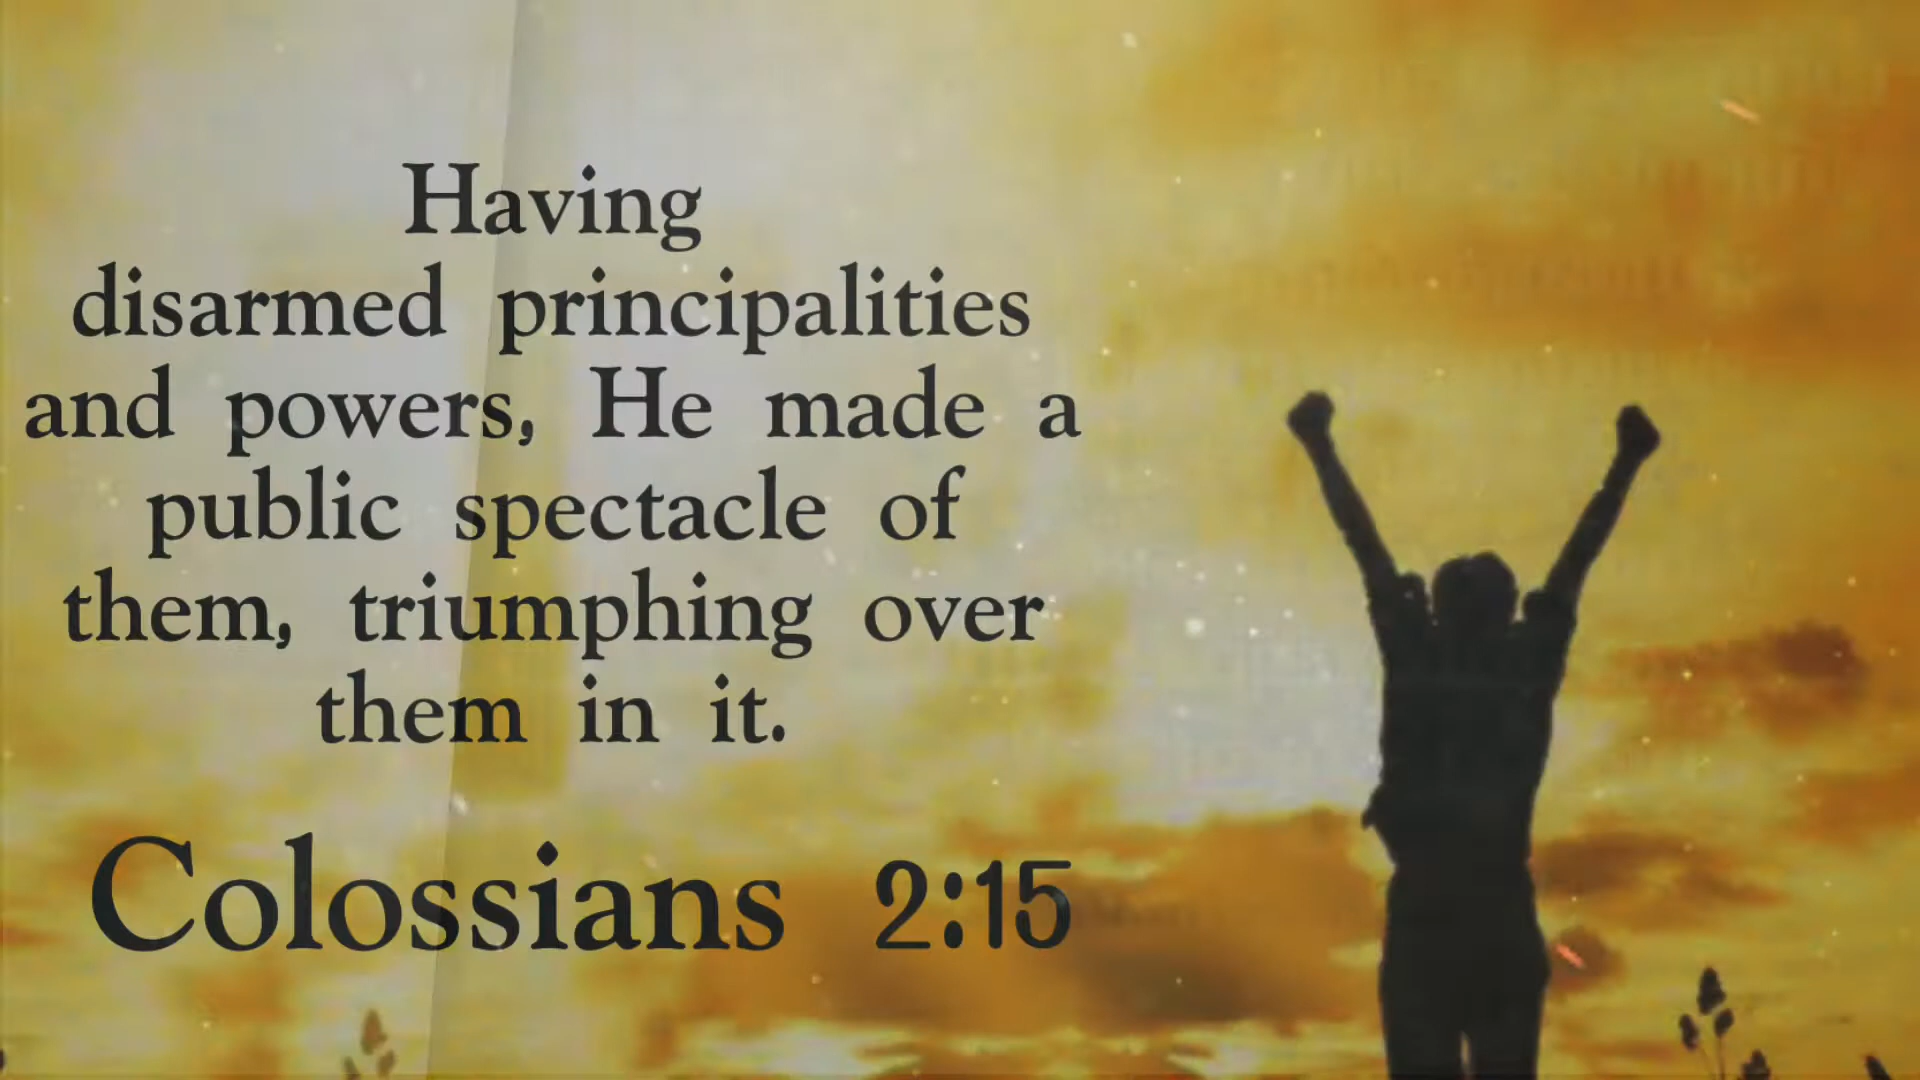 Having
disarmed principalities
and powers, He made a
public spectacle of
them, triumphing over
them in it.
Colossians 2:15